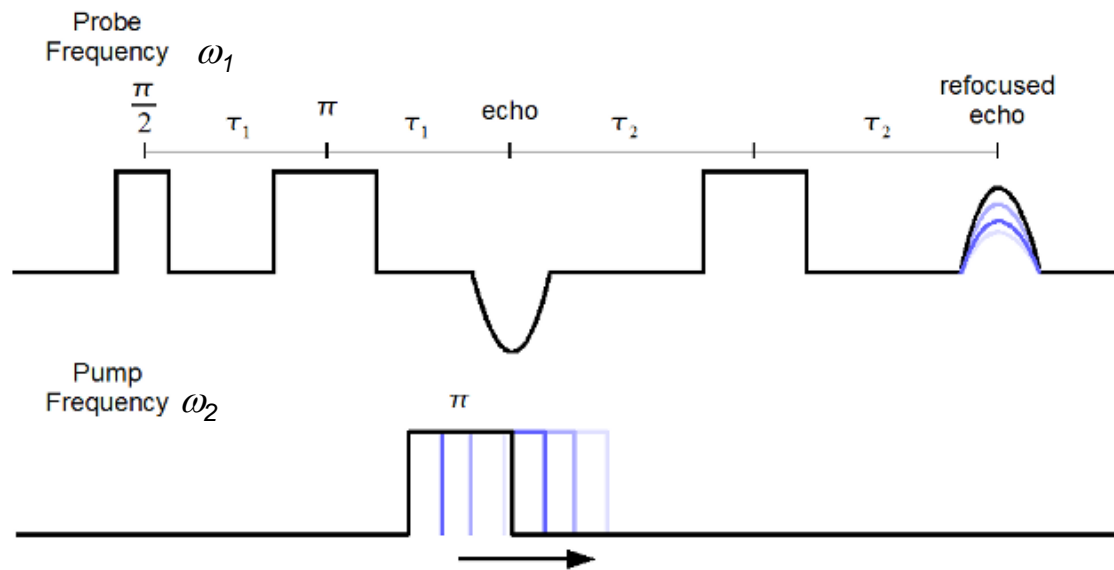 Probe
Frequency ω1
π/2 τ1 π τ1 echo τ2 τ2 refocused
echo
Pump
Frequency ω2
π